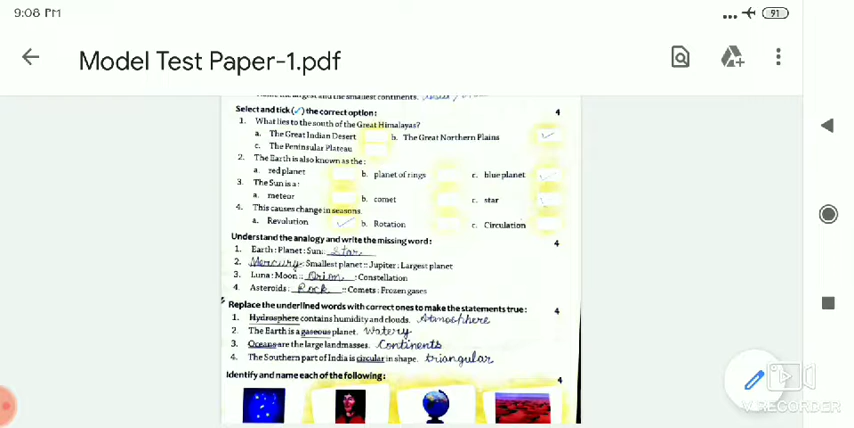 9:08 PM
91
Model Test Paper-1.pdf
the largest and the smallest continents.
Select and tick (✓) the correct option: 4
1. What lies to the south of the Great Himalayas?
a. The Great Indian Desert b. The Great Northern Plains ✓
c. The Peninsular Plateau
2. The Earth is also known as the:
a. red planet b. planet of rings c. blue planet ✓
3. The Sun is a:
a. meteor b. comet c. star ✓
4. This causes change in seasons.
a. Revolution ✓ b. Rotation c. Circulation
Understand the analogy and write the missing word: 4
1. Earth : Planet : Sun: Star
2. Mercury : Smallest planet :: Jupiter : Largest planet
3. Luna : Moon :: Orion : Constellation
4. Asteroids : Rock :: Comets : Frozen gases
Replace the underlined words with correct ones to make the statements true: 4
1. Hydrosphere contains humidity and clouds. Atmosphere
2. The Earth is a gaseous planet. Watery
3. Oceans are the large landmasses. Continents
4. The Southern part of India is circular in shape. triangular
Identify and name each of the following: 4
V RECORDER